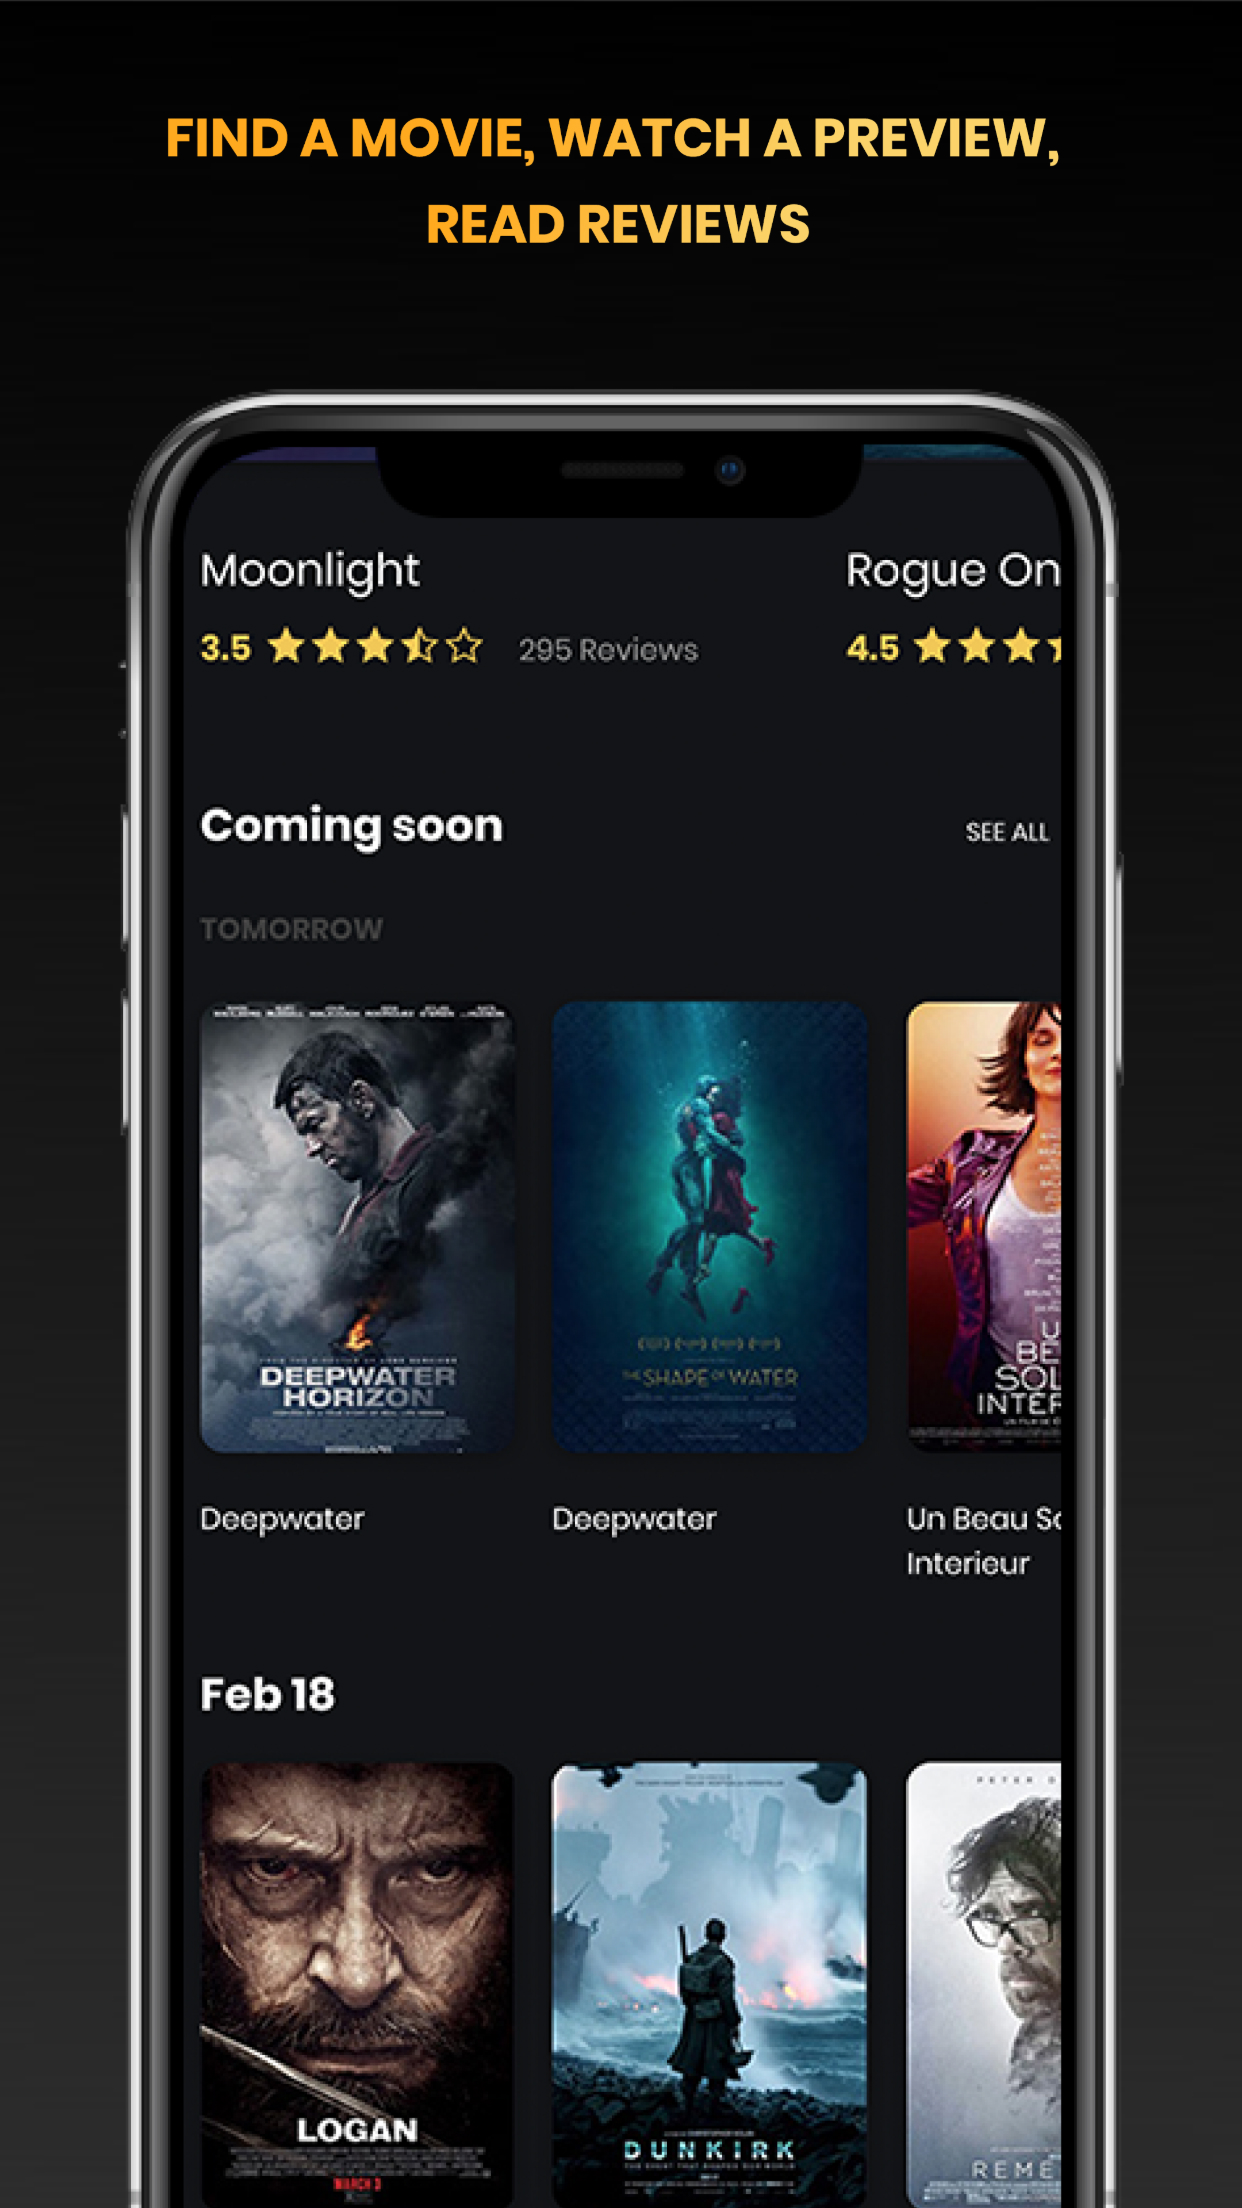 FIND A MOVIE, WATCH A PREVIEW,
READ REVIEWS
Moonlight
Rogue On
3.5
295 Reviews
4.5
Coming soon
SEE ALL
TOMORROW
DEEPWATER
HORIZON
THE SHAPE OF WATER
U
BE
SOL
INTER
Deepwater
Deepwater
Un Beau So
Interieur
Feb 18
LOGAN
MARCH 3
DUNKIRK
PETER D
REME